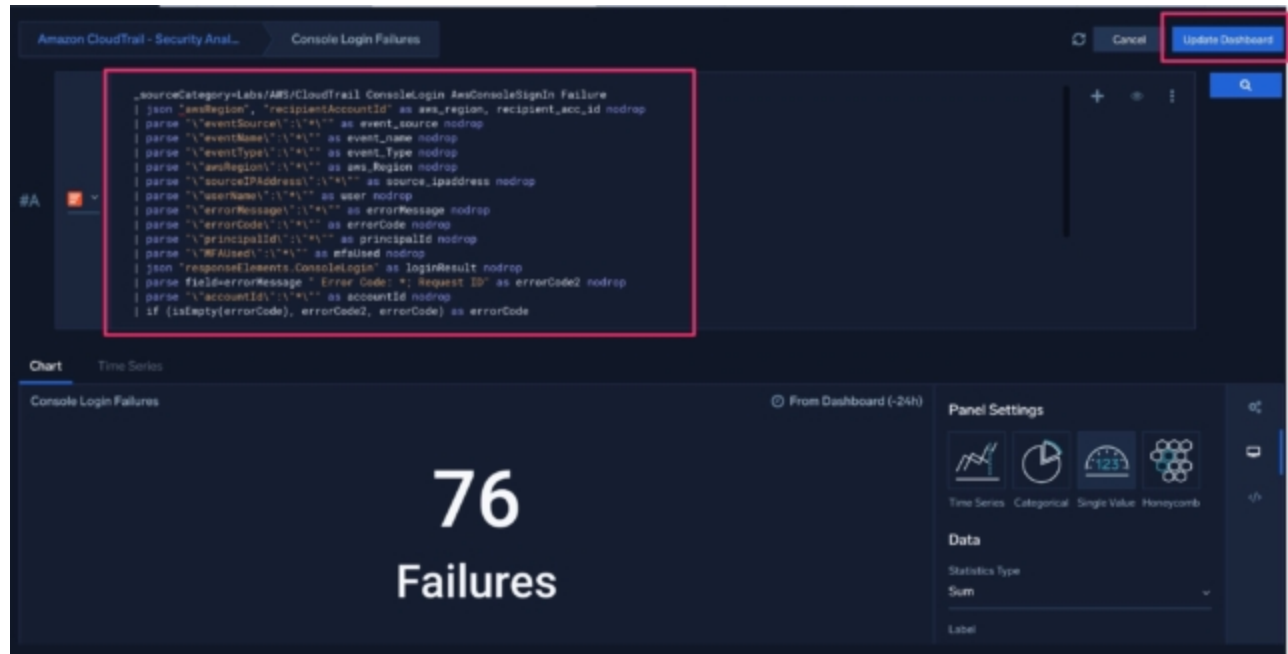 Amazon CloudTrail - Security Anal...
Console Login Failures
Cancel
Update Dashboard
#A
_sourceCategory=Labs/AWS/CloudTrail ConsoleLogin AwsConsoleSignIn Failure
| json "awsRegion", "recipientAccountId" as aws_region, recipient_acc_id nodrop
| parse "\"eventSource\":\"*\"" as event_source nodrop
| parse "\"eventName\":\"*\"" as event_name nodrop
| parse "\"eventType\":\"*\"" as event_Type nodrop
| parse "\"awsRegion\":\"*\"" as aws_Region nodrop
| parse "\"sourceIPAddress\":\"*\"" as source_ipaddress nodrop
| parse "\"userName\":\"*\"" as user nodrop
| parse "\"errorMessage\":\"*\"" as errorMessage nodrop
| parse "\"errorCode\":\"*\"" as errorCode nodrop
| parse "\"principalId\":\"*\"" as principalId nodrop
| parse "\"MFAUsed\":\"*\"" as mfaUsed nodrop
| json "responseElements.ConsoleLogin" as loginResult nodrop
| parse field=errorMessage " Error Code: *; Request ID" as errorCode2 nodrop
| parse "\"accountId\":\"*\"" as accountId nodrop
| if (isEmpty(errorCode), errorCode2, errorCode) as errorCode
Chart
Time Series
Console Login Failures
From Dashboard (-24h)
76
Failures
Panel Settings
123
Time Series
Categorical
Single Value
Honeycomb
Data
Statistics Type
Sum
Label